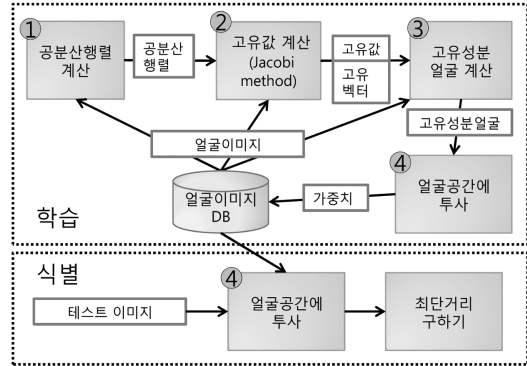 1
공분산행렬
계산
공분산
행렬
2
고유값 계산
(Jacobi
method)
고유값
고유
벡터
3
고유성분
얼굴 계산
얼굴이미지
고유성분얼굴
4
얼굴공간에
투사
얼굴이미지
DB
가중치
학습
식별
테스트 이미지
4
얼굴공간에
투사
최단거리
구하기